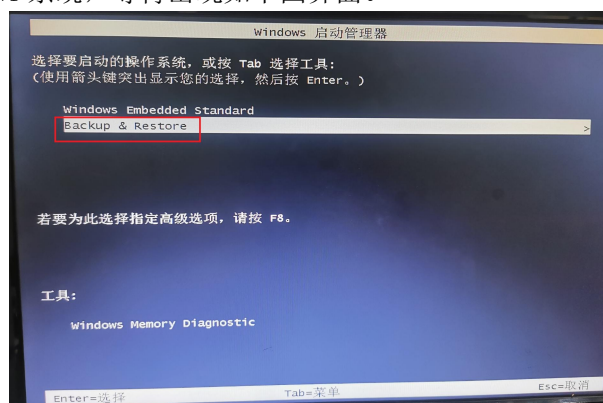 Windows 启动管理器
选择要启动的操作系统，或按 Tab 选择工具:
(使用箭头键突出显示您的选择，然后按 Enter。)
Windows Embedded Standard
Backup & Restore >
若要为此选择指定高级选项，请按 F8。
工具:
Windows Memory Diagnostic
Enter=选择 Tab=菜单 Esc=取消